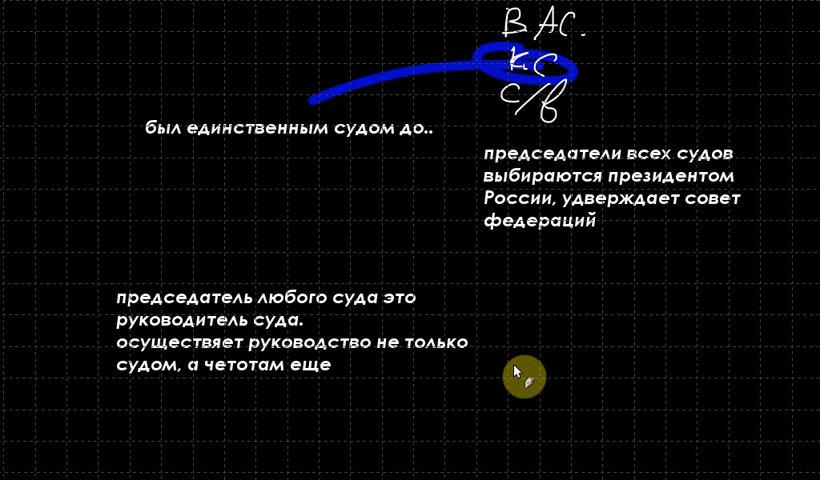 В АС.
КС
С/В
был единственным судом до..
председатели всех судов
выбираются президентом
России, удверждает совет
федераций
председатель любого суда это
руководитель суда.
осуществяет руководство не только
судом, а четотам еще